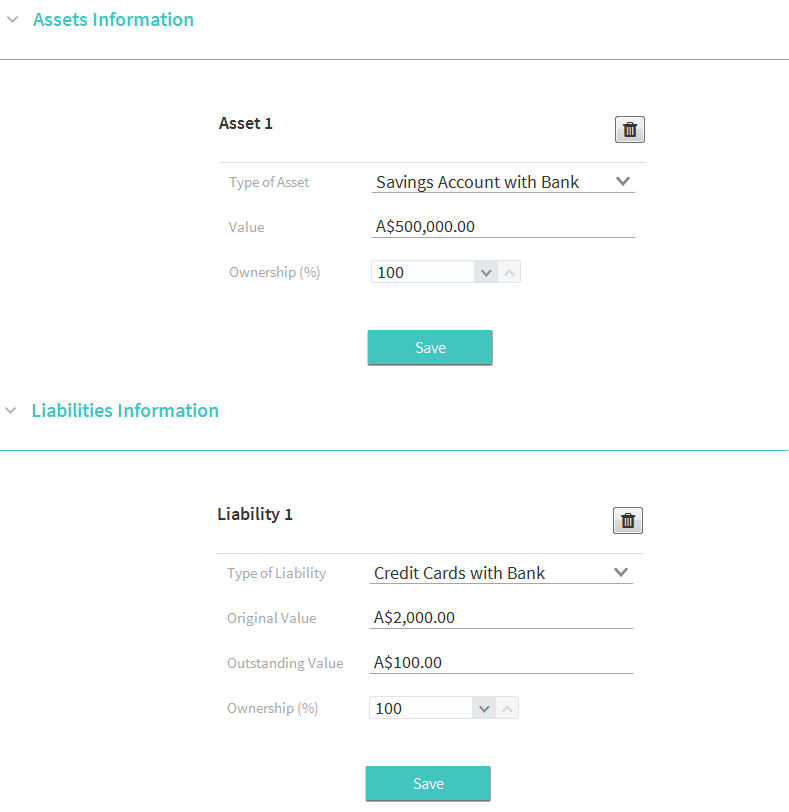 Assets Information
Asset 1
Type of Asset Savings Account with Bank
Value A$500,000.00
Ownership (%) 100
Save
Liabilities Information
Liability 1
Type of Liability Credit Cards with Bank
Original Value A$2,000.00
Outstanding Value A$100.00
Ownership (%) 100
Save